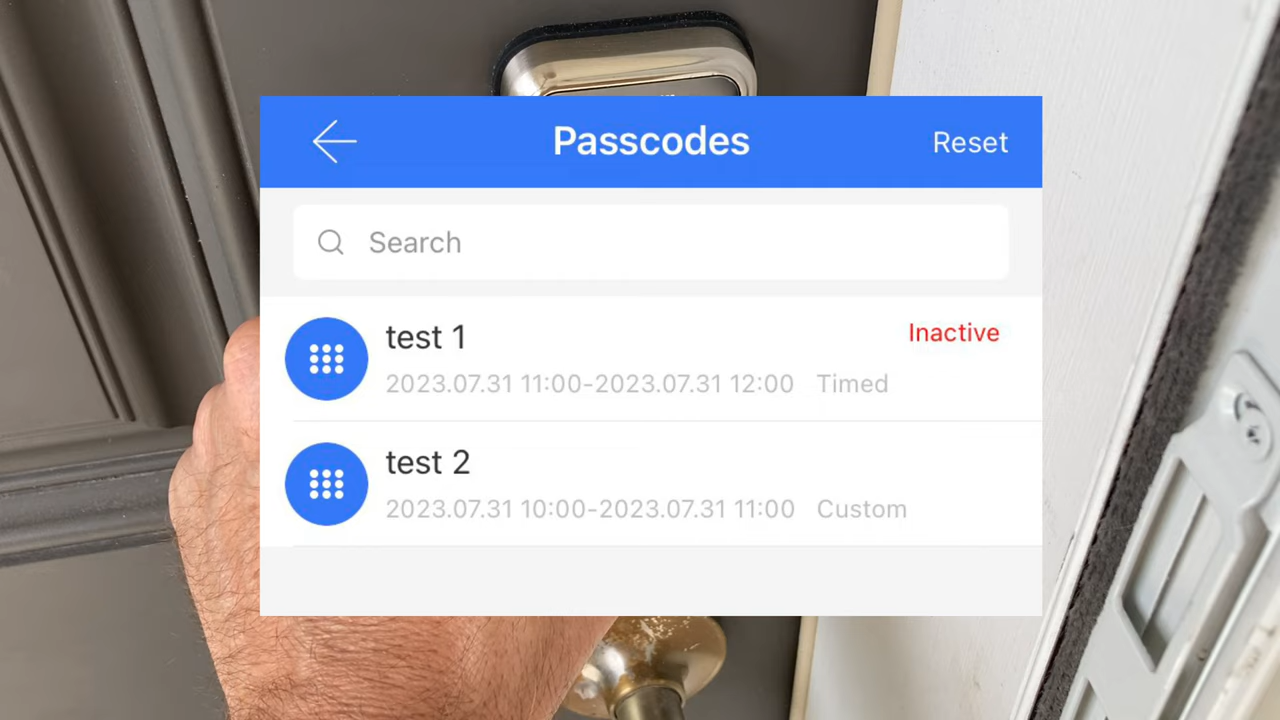 Passcodes
Reset
Search
test 1
Inactive
2023.07.31 11:00-2023.07.31 12:00 Timed
test 2
2023.07.31 10:00-2023.07.31 11:00 Custom